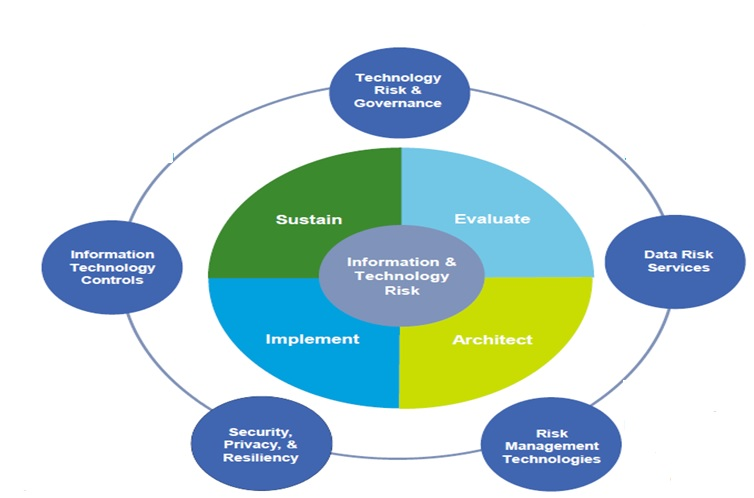 Technology
Risk &
Governance
Sustain
Evaluate
Information
Technology
Controls
Information &
Technology
Risk
Data Risk
Services
Implement
Architect
Security,
Privacy, &
Resiliency
Risk
Management
Technologies